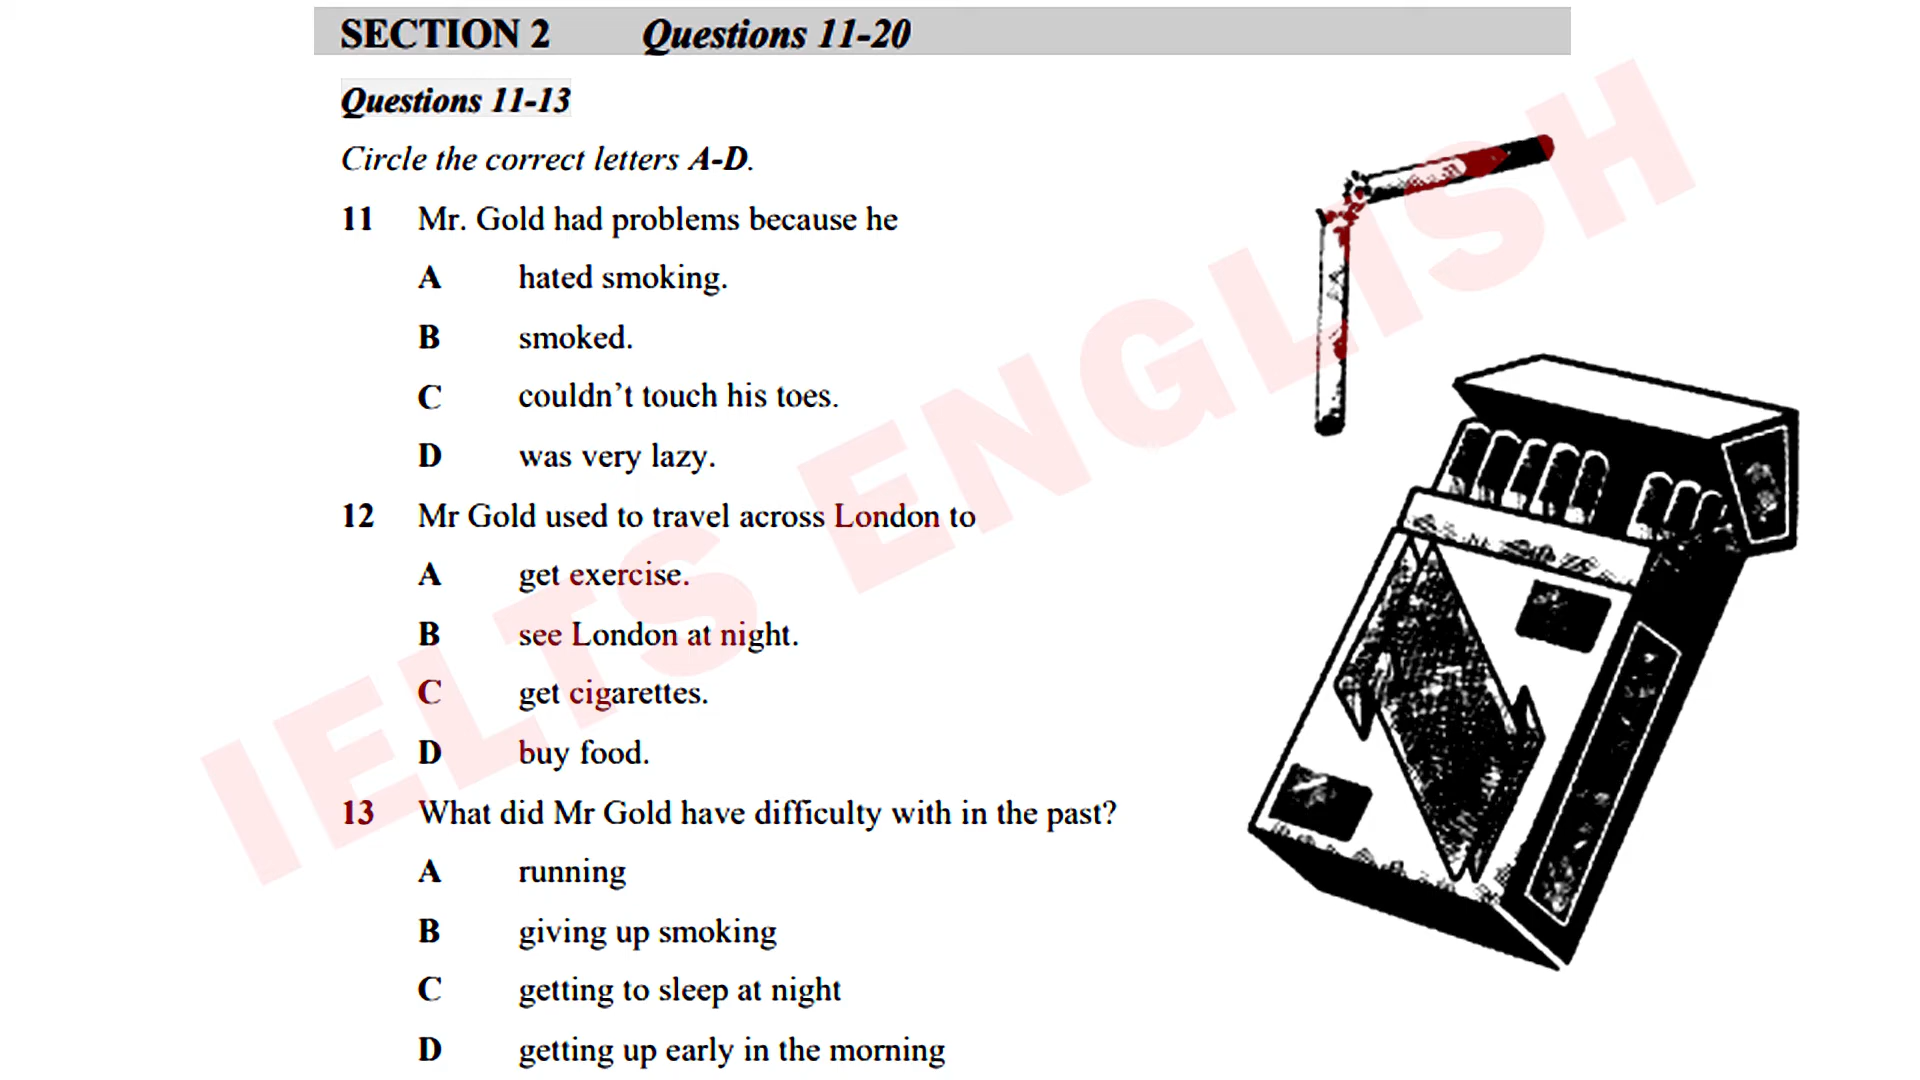 SECTION 2 Questions 11-20
Questions 11-13
Circle the correct letters A-D.
11 Mr. Gold had problems because he
A hated smoking.
B smoked.
C couldn't touch his toes.
D was very lazy.
12 Mr Gold used to travel across London to
A get exercise.
B see London at night.
C get cigarettes.
D buy food.
13 What did Mr Gold have difficulty with in the past?
A running
B giving up smoking
C getting to sleep at night
D getting up early in the morning
IELTS ENGLISH